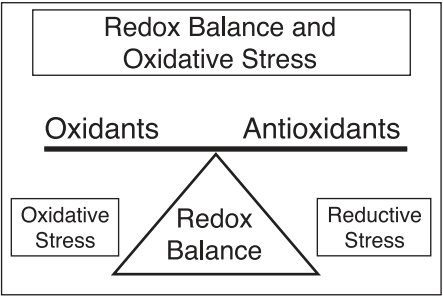 Redox Balance and
Oxidative Stress
Oxidants
Antioxidants
Oxidative
Stress
Redox
Balance
Reductive
Stress